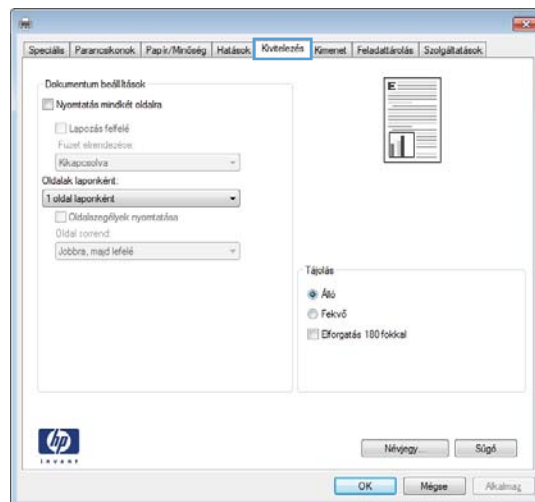 Speciális Parancsikonok Papír/Minőség Hatások Kivitelezés Kimenet Feladattárolás Szolgáltatások
Dokumentum beállítások
Nyomtatás mindkét oldalra
Lapozás felfelé
Füzet elrendezése:
Kikapcsolva
Oldalak laponként:
1 oldal laponként
Oldalszegélyek nyomtatása
Oldal sorrend:
Jobbra, majd lefelé
E
Tájolás
Álló
Fekvő
Elforgatás 180 fokkal
hp
invent
Névjegy... Súgó
OK Mégse Alkalmaz